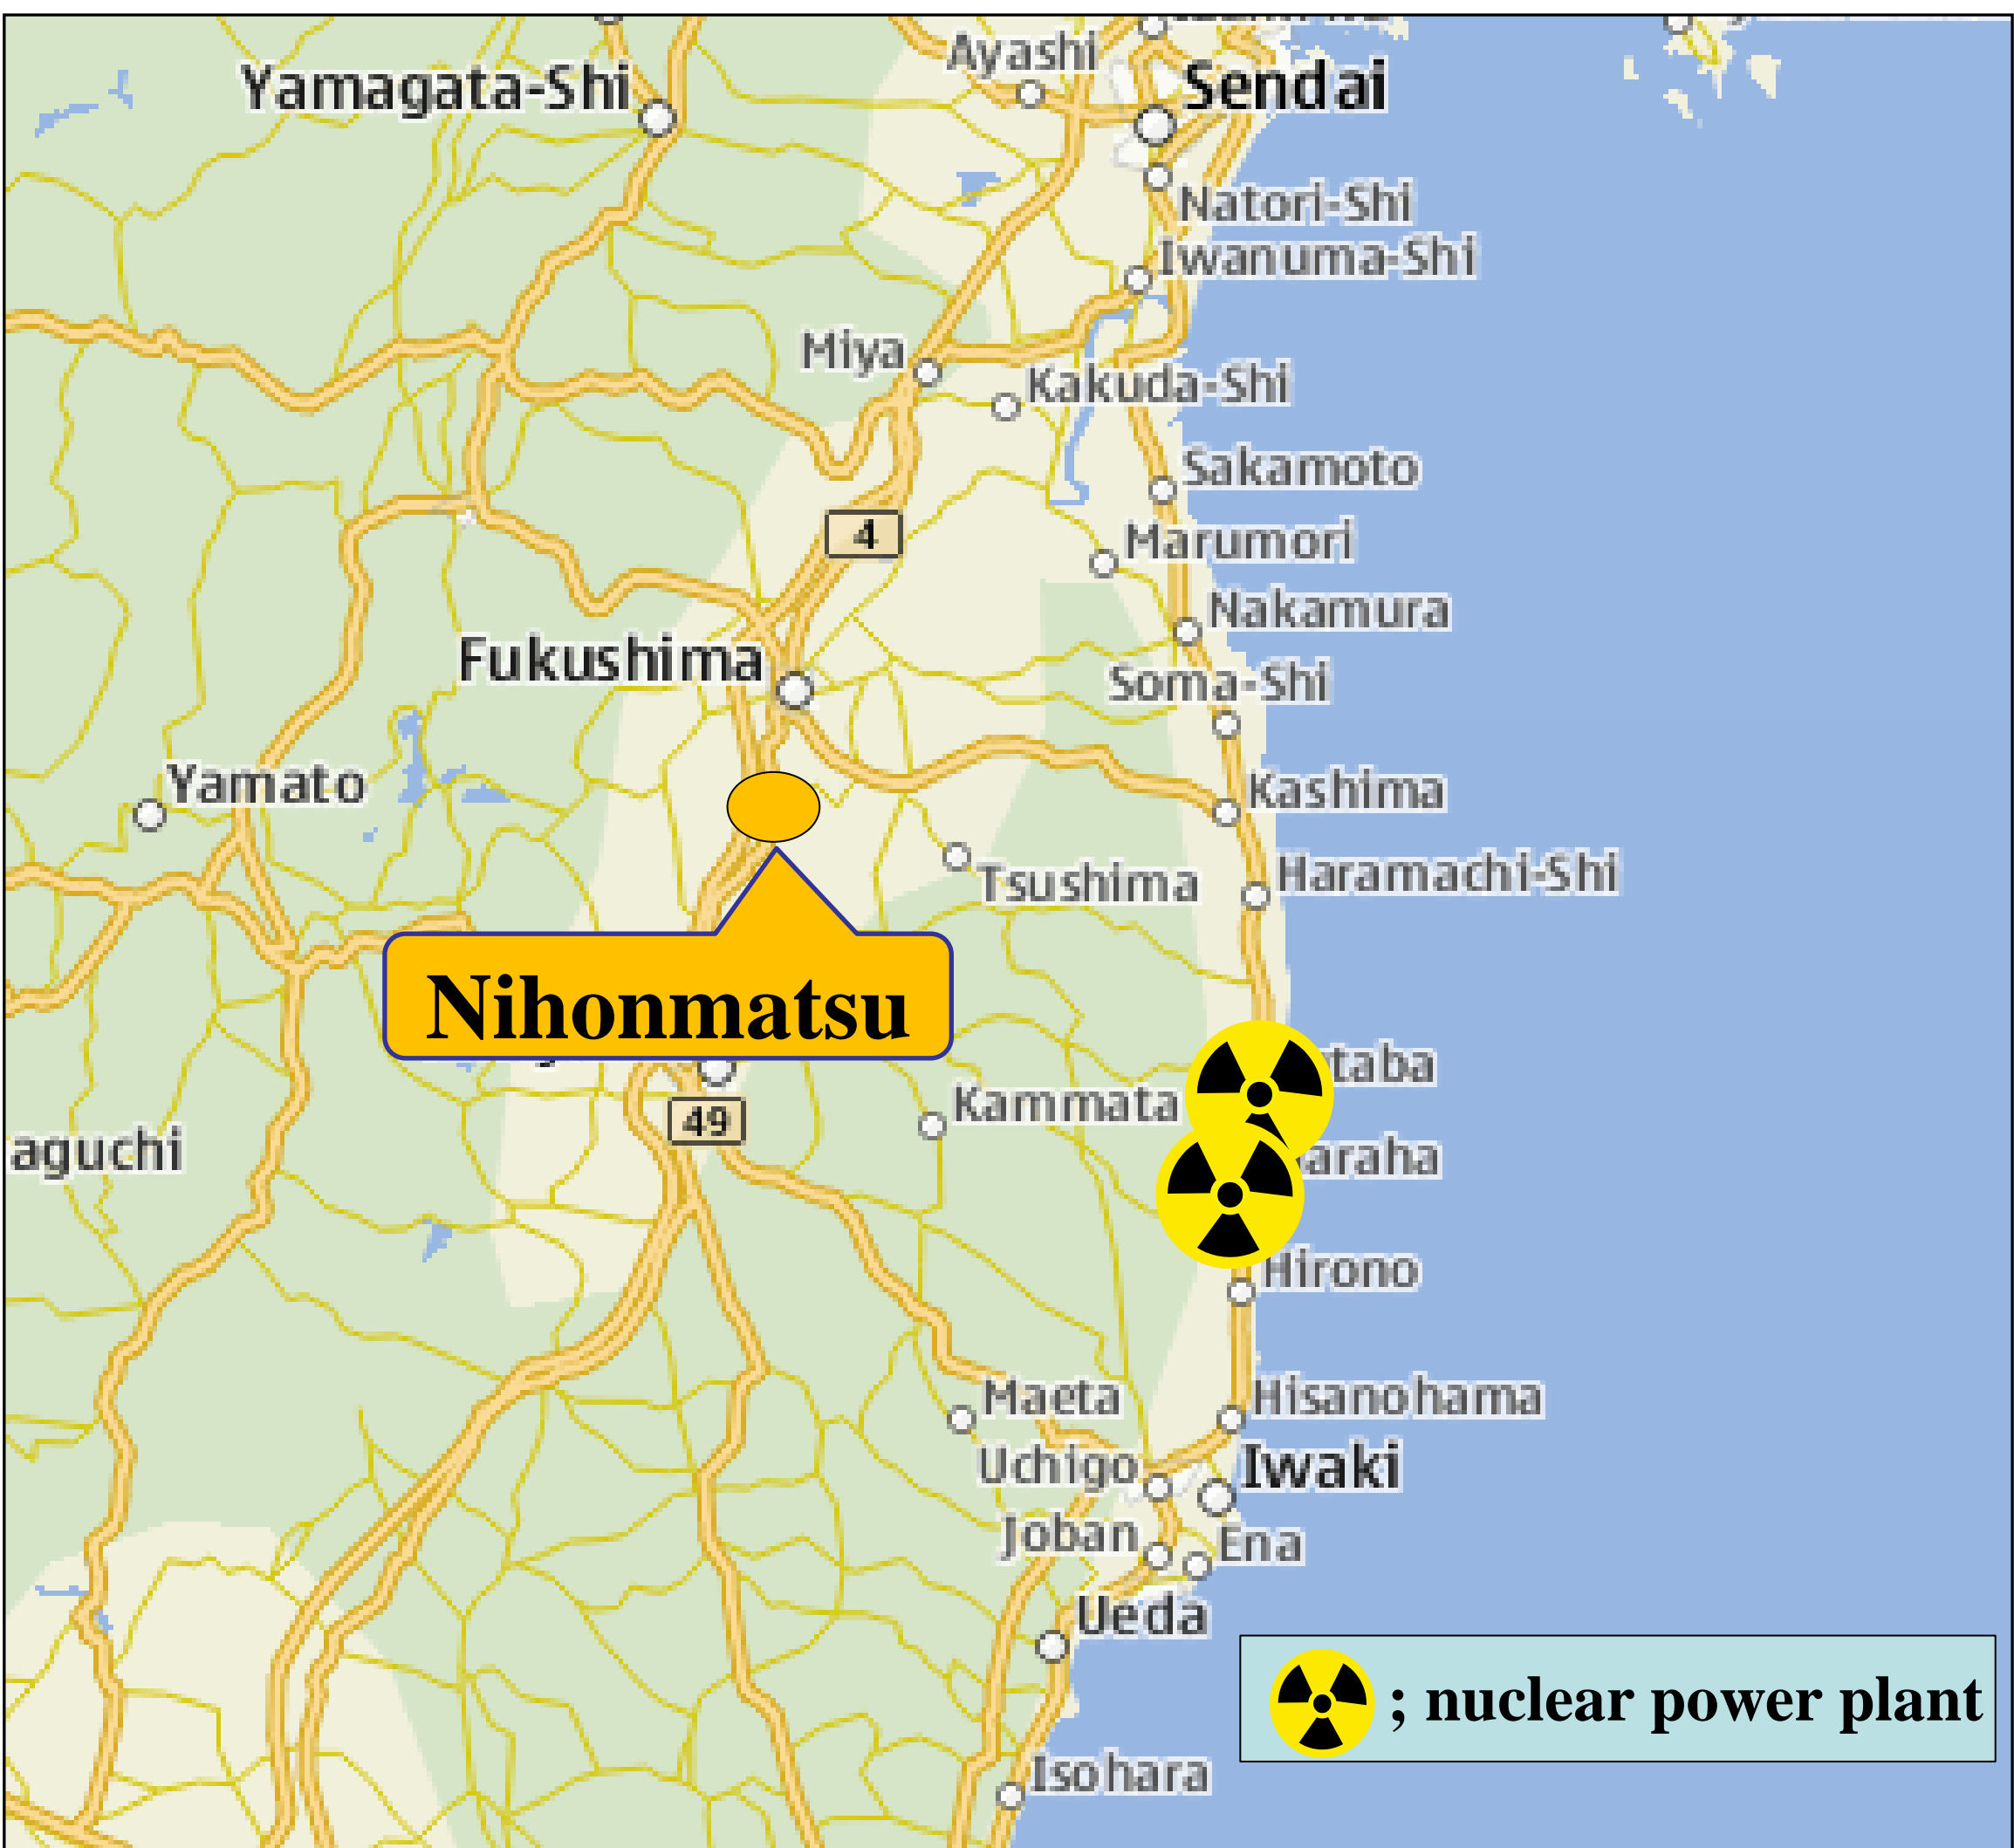 Ayashi
Yamagata-Shi
Sendai
Natori-Shi
Iwanuma-Shi
Miya
Kakuda-Shi
Sakamoto
4
Marumori
Nakamura
Fukushima
Soma-Shi
Yamato
Kashima
Tsushima
Haramachi-Shi
Nihonmatsu
taba
Kammata
49
aguchi
araha
Hirono
Maeta
Hisanohama
Uchigo
Iwaki
Joban
Ena
Ueda
; nuclear power plant
Isohara